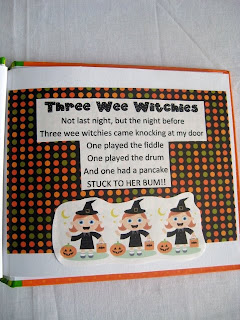 Three Wee Witchies
Not last night, but the night before
Three wee witchies came knocking at my door
One played the fiddle
One played the drum
And one had a pancake
STUCK TO HER BUM!!